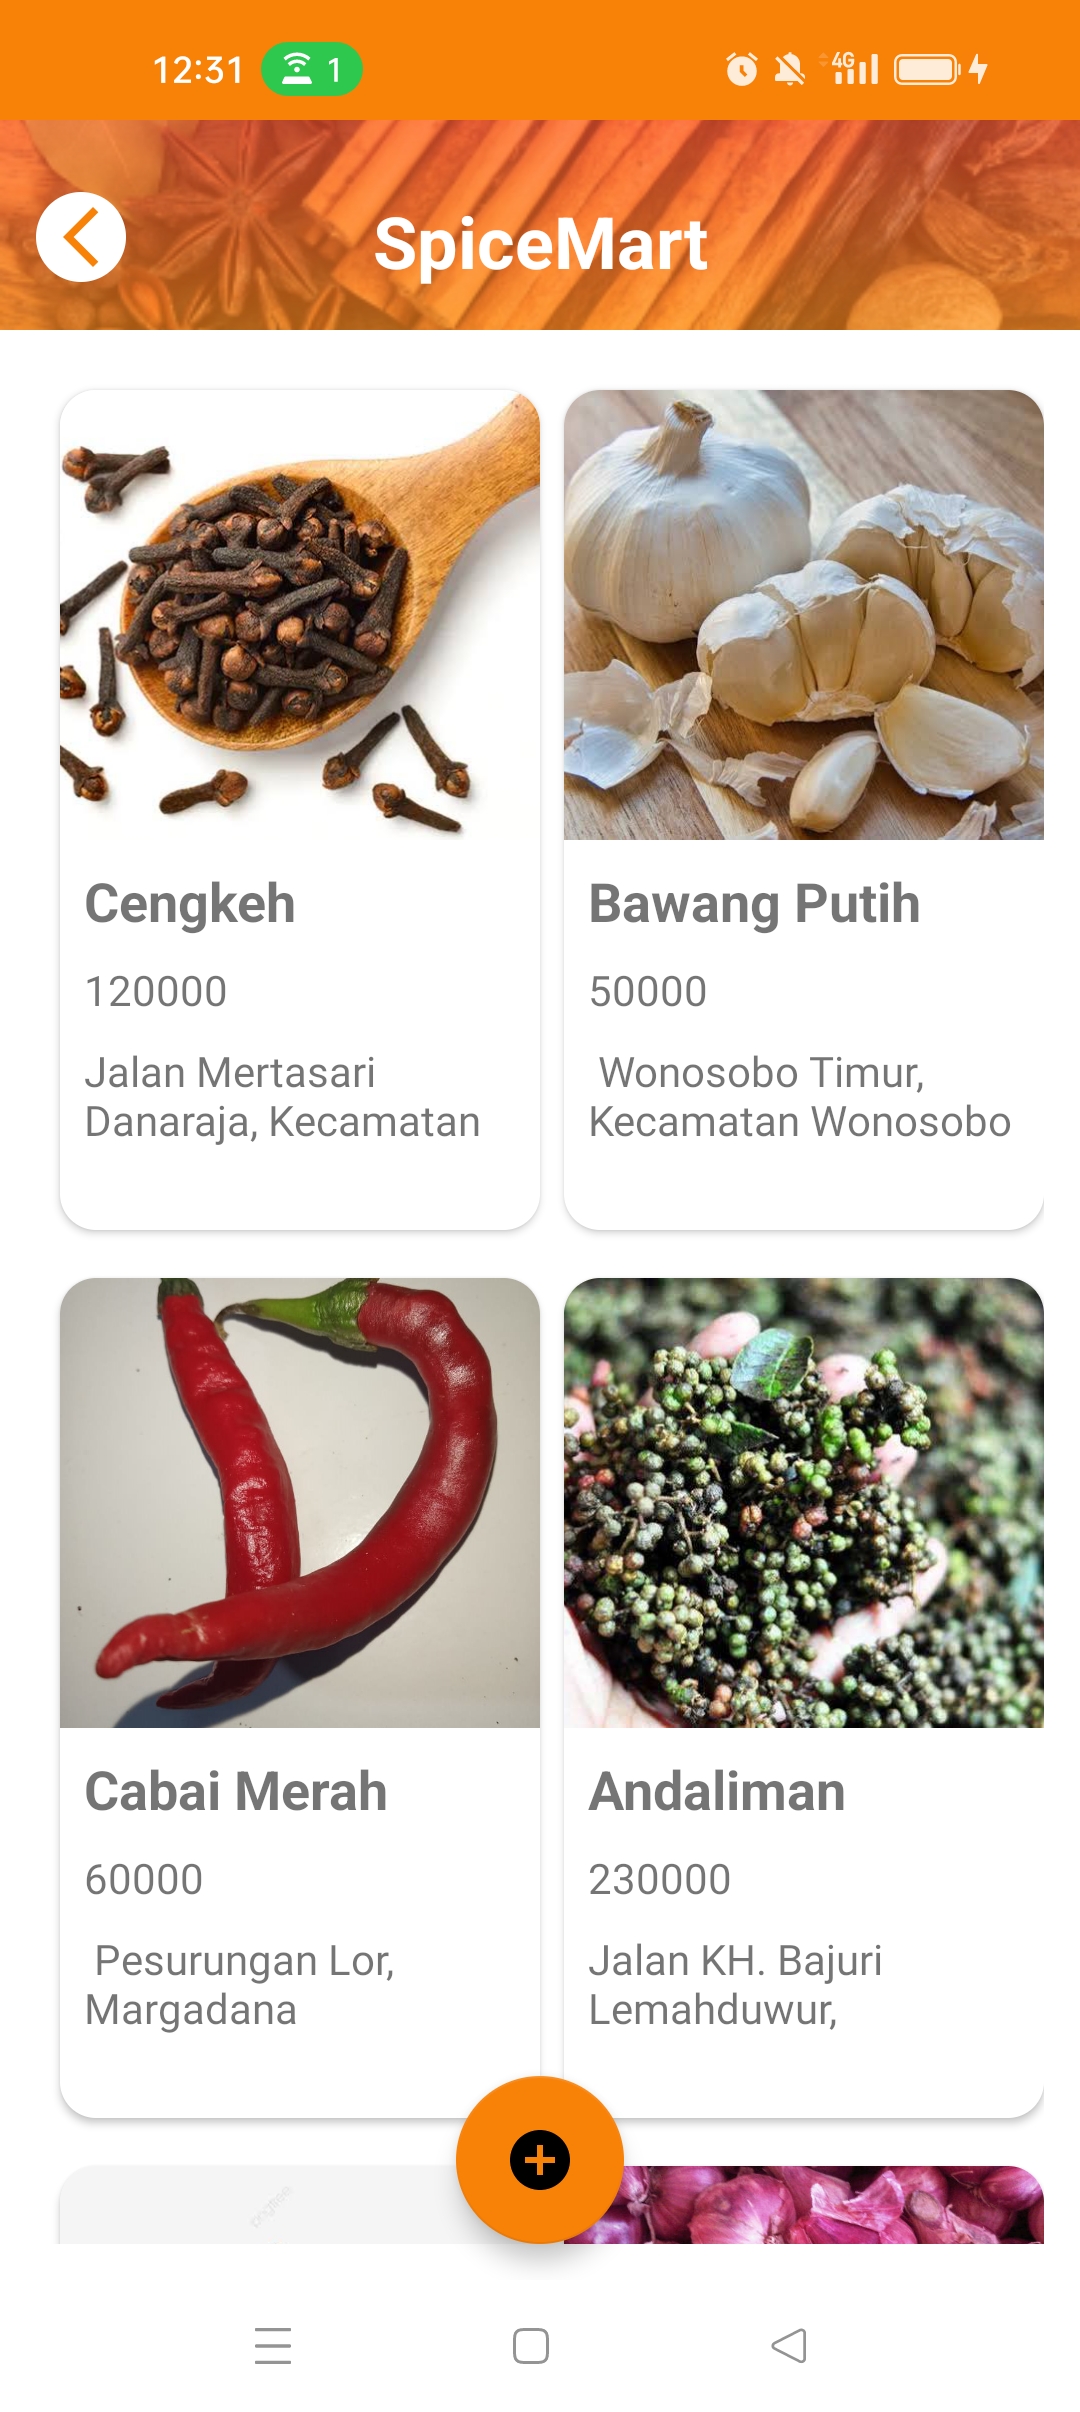 12:31
1
4G
SpiceMart
Cengkeh
120000
Jalan Mertasari
Danaraja, Kecamatan
Bawang Putih
50000
Wonosobo Timur,
Kecamatan Wonosobo
Cabai Merah
60000
Pesurungan Lor,
Margadana
Andaliman
230000
Jalan KH. Bajuri
Lemahduwur,
pngtree